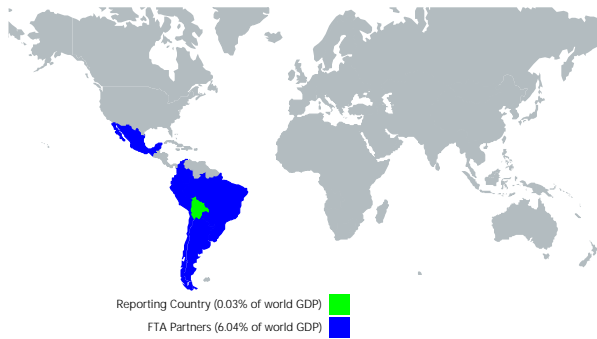 Reporting Country (0.03% of world GDP)
FTA Partners (6.04% of world GDP)